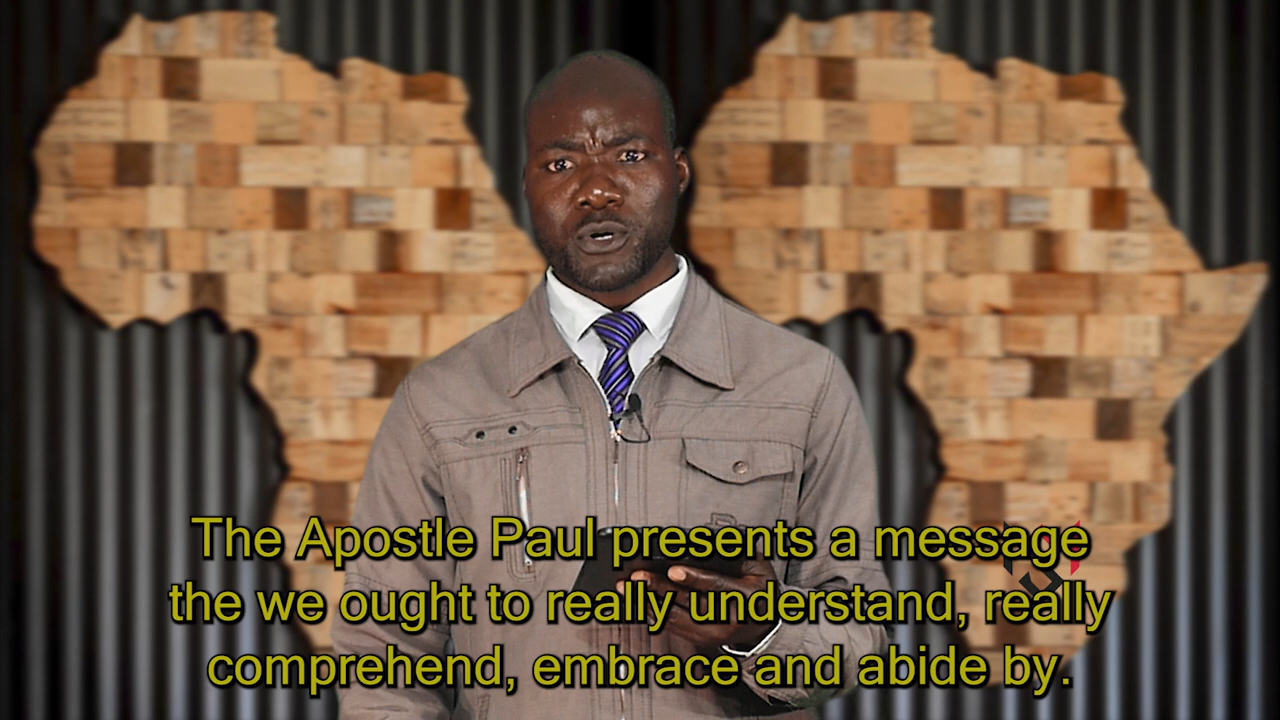 The Apostle Paul presents a message
the we ought to really understand, really
comprehend, embrace and abide by.